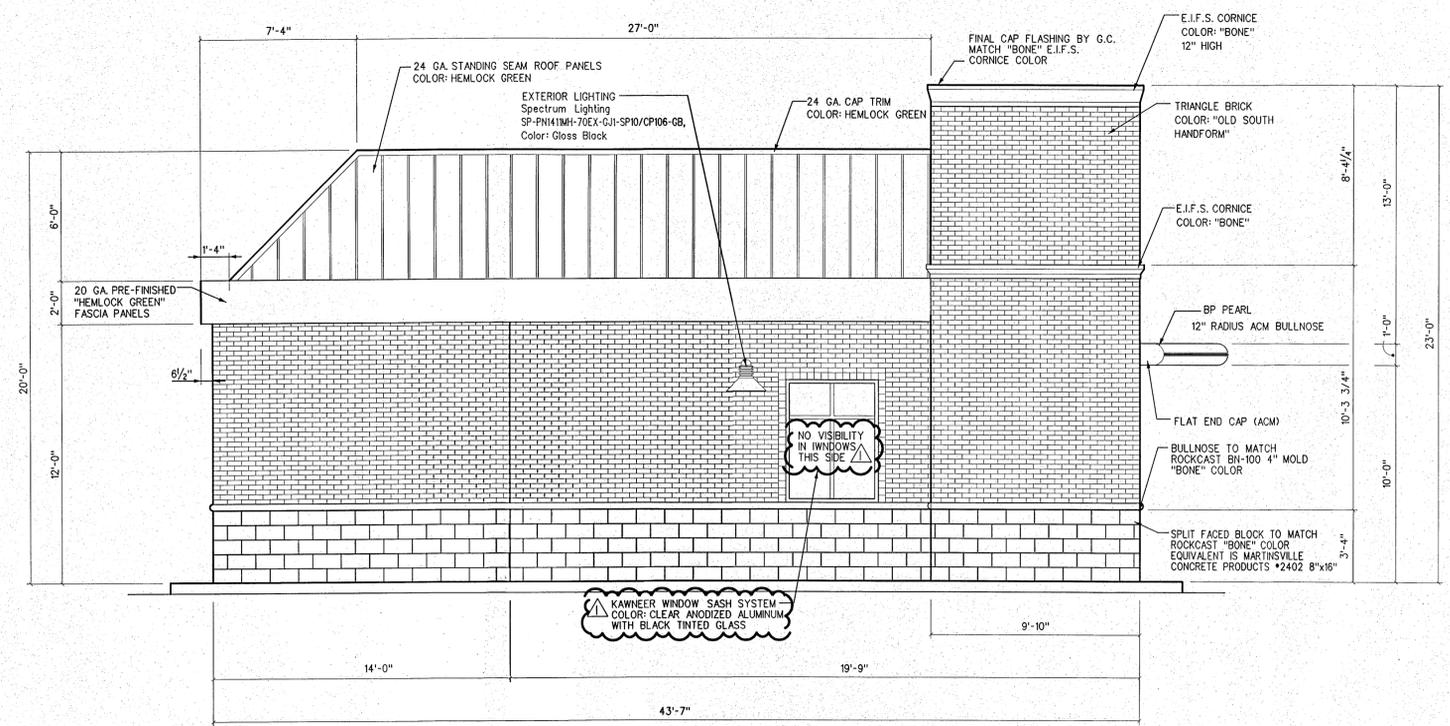 7'-4"
27'-0"
E.I.F.S. CORNICE
COLOR: "BONE"
12" HIGH
FINAL CAP FLASHING BY G.C.
MATCH "BONE" E.I.F.S.
CORNICE COLOR
24 GA. STANDING SEAM ROOF PANELS
COLOR: HEMLOCK GREEN
EXTERIOR LIGHTING
Spectrum Lighting
SP-PN1411MH-70EX-GJ1-SP10/CP106-GB,
Color: Gloss Block
24 GA. CAP TRIM
COLOR: HEMLOCK GREEN
TRIANGLE BRICK
COLOR: "OLD SOUTH
HANDFORM"
8'-4 1/4"
13'-0"
6'-0"
1'-4"
E.I.F.S. CORNICE
COLOR: "BONE"
20 GA. PRE-FINISHED
"HEMLOCK GREEN"
FASCIA PANELS
2'-0"
BP PEARL
12" RADIUS ACM BULLNOSE
1'-0"
23'-0"
20'-0"
6 1/2"
10'-3 3/4"
FLAT END CAP (ACM)
NO VISIBILITY
IN IWNDOWS
THIS SIDE 1
BULLNOSE TO MATCH
ROCKCAST BN-100 4" MOLD
"BONE" COLOR
12'-0"
10'-0"
SPLIT FACED BLOCK TO MATCH
ROCKCAST "BONE" COLOR
EQUIVALENT IS MARTINSVILLE
CONCRETE PRODUCTS #2402 8"x16"
3'-4"
1 KAWNEER WINDOW SASH SYSTEM
COLOR: CLEAR ANODIZED ALUMINUM
WITH BLACK TINTED GLASS
9'-10"
14'-0"
19'-9"
43'-7"